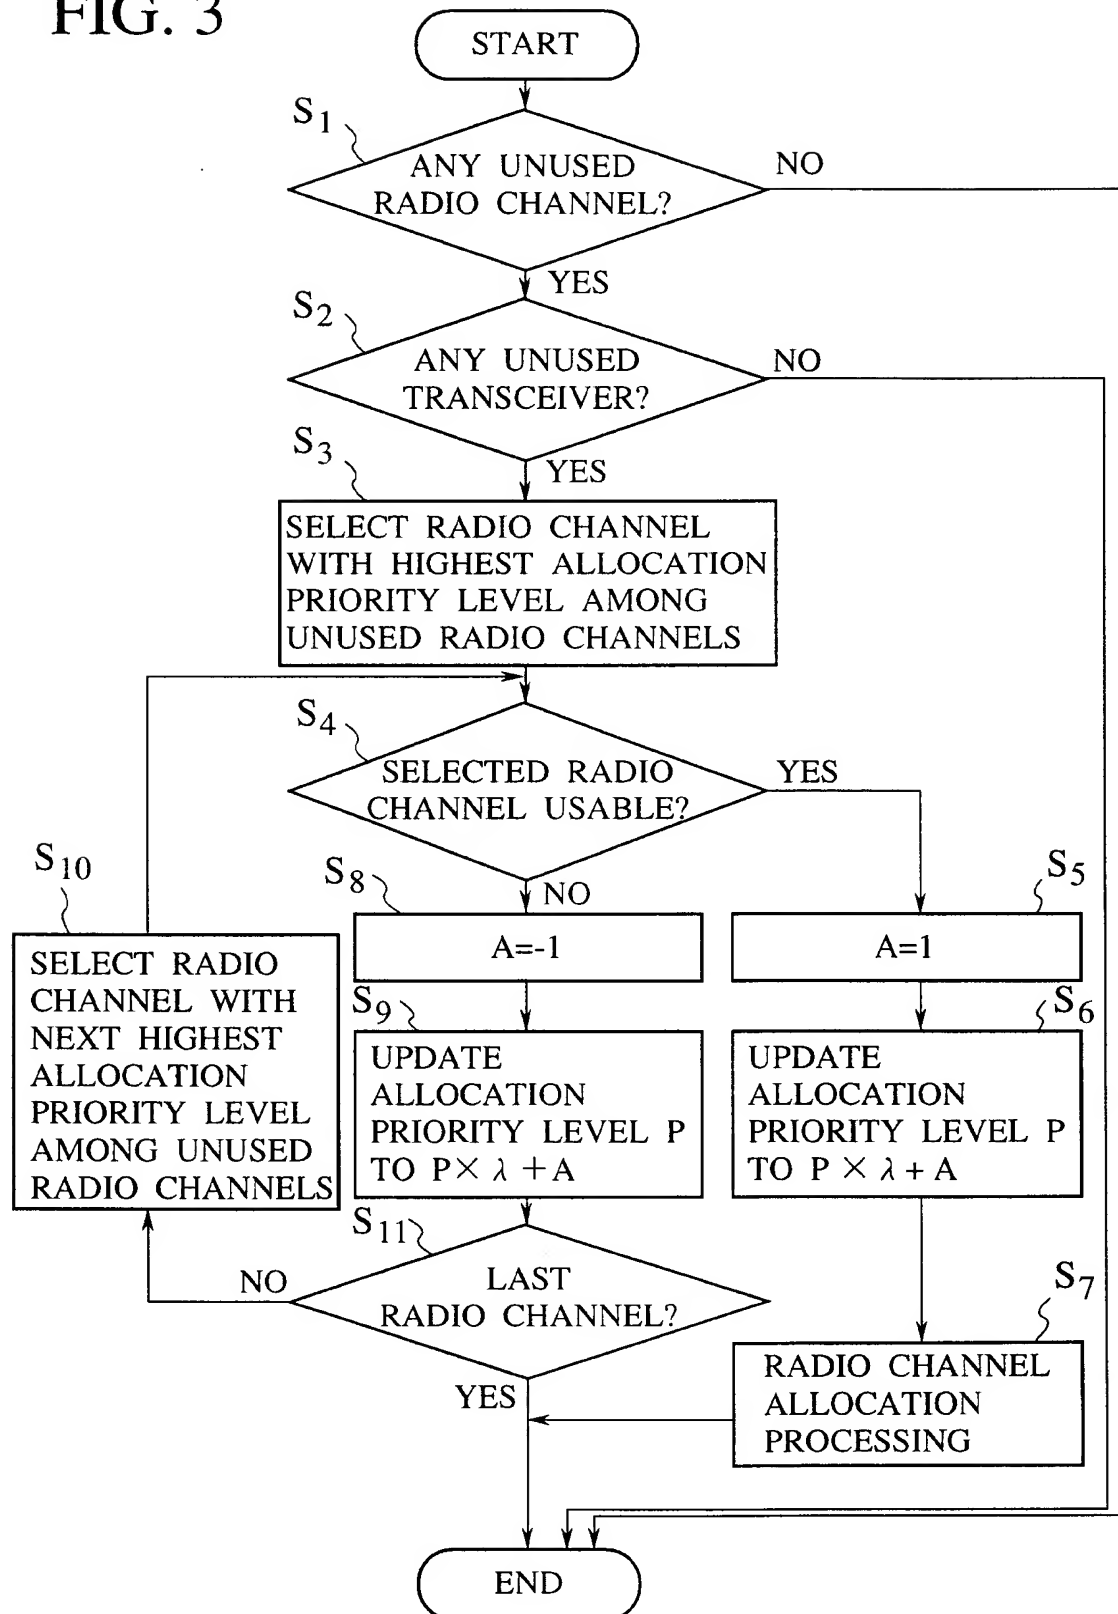 FIG. 3
START
S1
ANY UNUSED
RADIO CHANNEL?
NO
YES
S2
ANY UNUSED
TRANSCEIVER?
NO
YES
S3
SELECT RADIO CHANNEL
WITH HIGHEST ALLOCATION
PRIORITY LEVEL AMONG
UNUSED RADIO CHANNELS
S4
SELECTED RADIO
CHANNEL USABLE?
YES
NO
S5
A=1
S6
UPDATE
ALLOCATION
PRIORITY LEVEL P
TO P × λ + A
S7
RADIO CHANNEL
ALLOCATION
PROCESSING
S8
A=-1
S9
UPDATE
ALLOCATION
PRIORITY LEVEL P
TO P × λ + A
S10
SELECT RADIO
CHANNEL WITH
NEXT HIGHEST
ALLOCATION
PRIORITY LEVEL
AMONG UNUSED
RADIO CHANNELS
S11
LAST
RADIO CHANNEL?
NO
YES
END